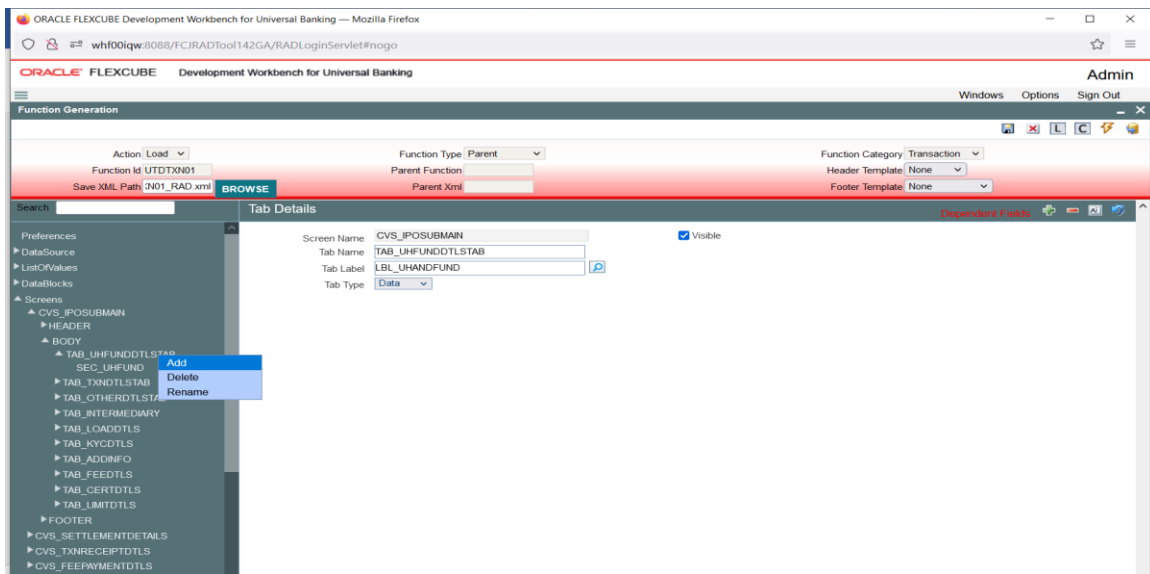 ORACLE FLEXCUBE Development Workbench for Universal Banking — Mozilla Firefox
whf00iqw:8088/FCJRADTool142GA/RADLoginServlet#nogo
ORACLE FLEXCUBE Development Workbench for Universal Banking Admin
Windows Options Sign Out
Function Generation
L C
Action Load Function Type Parent Function Category Transaction
Function Id UTDTXN01 Parent Function Header Template None
Save XML Path N01_RAD.xml BROWSE Parent Xml Footer Template None
Search Tab Details Dependent Fields
Preferences Screen Name CVS_IPOSUBMAIN Visible
DataSource Tab Name TAB_UHFUNDDTLSTAB
ListOfValues Tab Label LBL_UHANDFUND
DataBlocks Tab Type Data
Screens
CVS_IPOSUBMAIN
HEADER
BODY
TAB_UHFUNDDTLSTAB
SEC_UHFUND Add
TAB_TXNDTLSTAB Delete
TAB_OTHERDTLSTA Rename
TAB_INTERMEDIARY
TAB_LOADDTLS
TAB_KYCDTLS
TAB_ADDINFO
TAB_FEEDTLS
TAB_CERTDTLS
TAB_LIMITDTLS
FOOTER
CVS_SETTLEMENTDETAILS
CVS_TXNRECEIPTDTLS
CVS_FEEPAYMENTDTLS